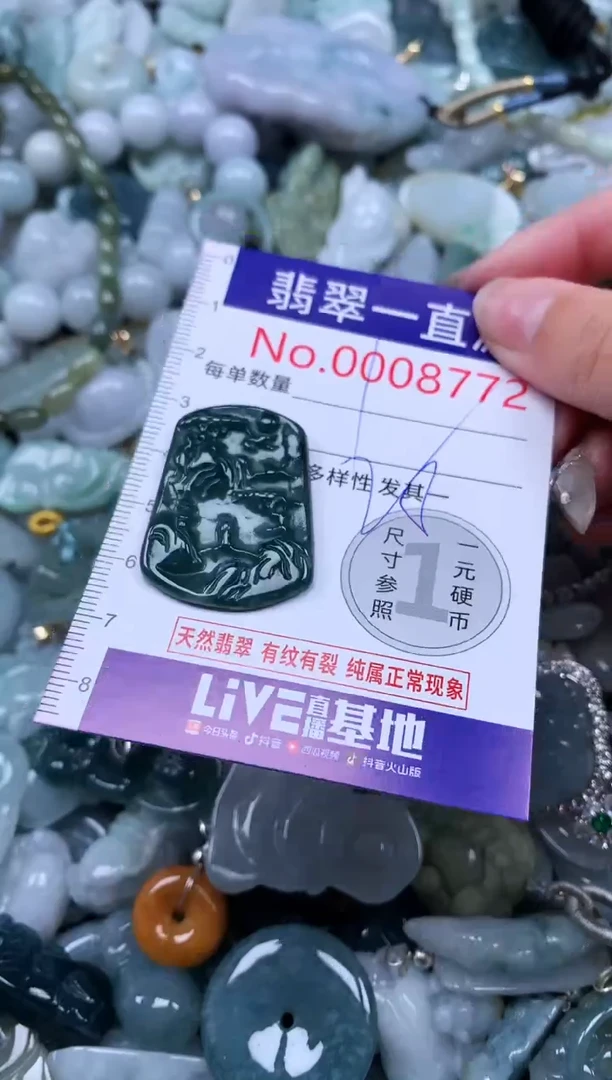 翡翠一直
No.0008772
每单数量
多样性 发其一
尺寸参照
1
一元硬币
天然翡翠 有纹有裂 纯属正常现象
LIVE直播基地
今日头条 抖音 西瓜视频 抖音火山版
0
1
2
3
5
6
7
8